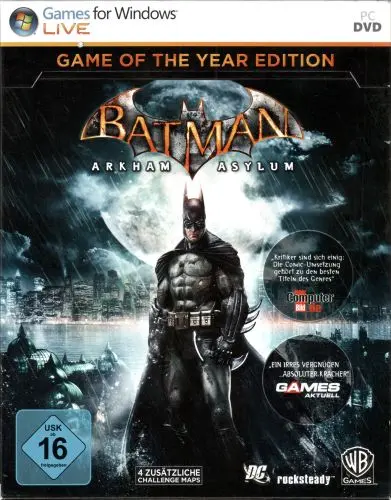 Games for Windows
LIVE
PC
DVD
GAME OF THE YEAR EDITION
BATMAN
ARKHAM ASYLUM
„Kritiker sind sich einig:
Die Comic-Umsetzung
gehört zu den besten
Titeln des Genres"
Computer
Bild
„EIN IRRES VERGNÜGEN
...ABSOLUTER KRACHER"
GAMES
AKTUELL
USK
ab
16
freigegeben
4 ZUSÄTZLICHE
CHALLENGE MAPS
DC
rocksteady
WB
GAMES